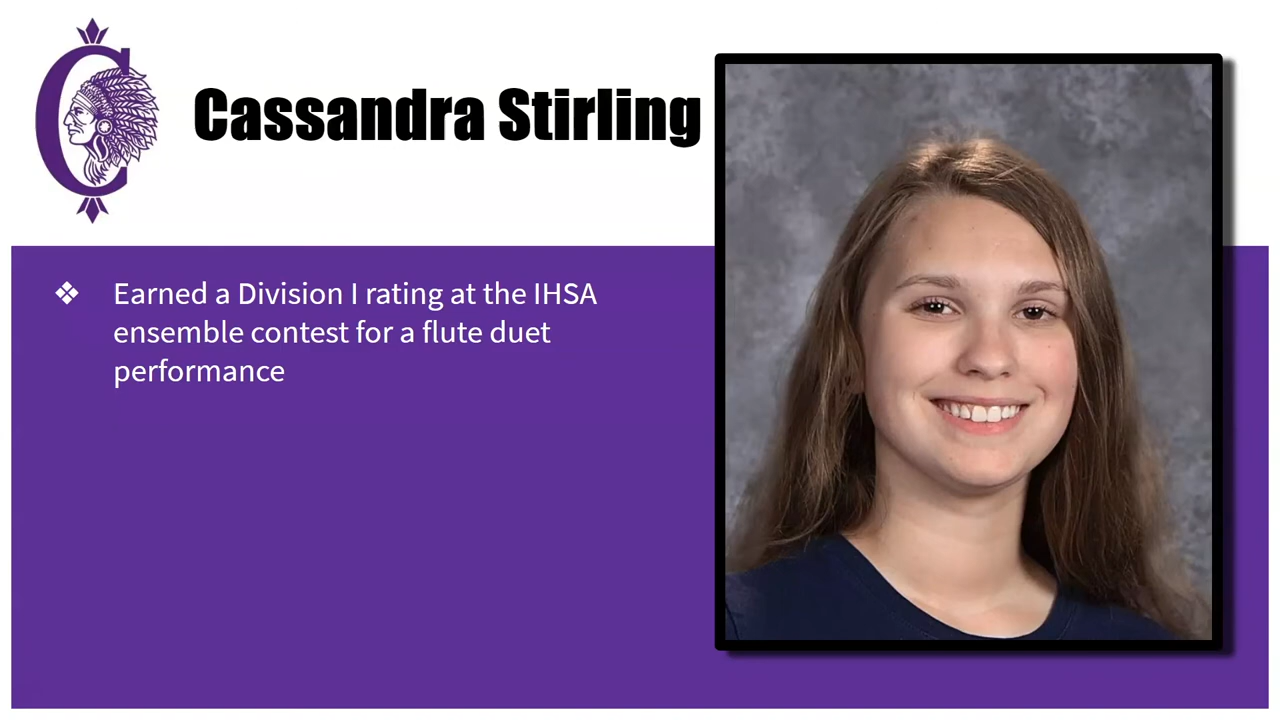 C
Cassandra Stirling
❖ Earned a Division I rating at the IHSA
ensemble contest for a flute duet
performance